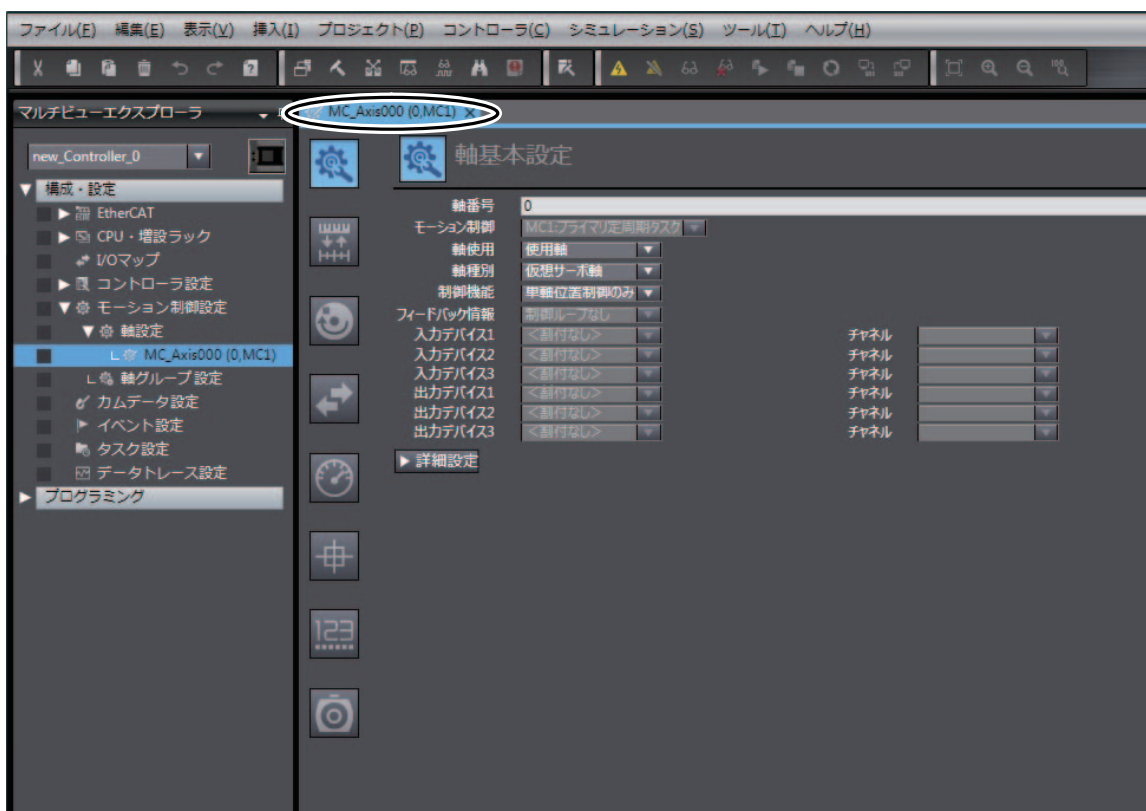 ファイル(F) 編集(E) 表示(V) 挿入(I) プロジェクト(P) コントローラ(C) シミュレーション(S) ツール(T) ヘルプ(H)
マルチビューエクスプローラ
MC_Axis000 (0,MC1)
new_Controller_0
軸基本設定
構成・設定
EtherCAT
CPU・増設ラック
I/Oマップ
コントローラ設定
モーション制御設定
軸設定
MC_Axis000 (0,MC1)
軸グループ設定
カムデータ設定
イベント設定
タスク設定
データトレース設定
プログラミング
軸番号 0
モーション制御 MC1:プライマリ定周期タスク
軸使用 使用軸
軸種別 仮想サーボ軸
制御機能 単軸位置制御のみ
フィードバック情報 制御ループなし
入力デバイス1 <割付なし> チャネル
入力デバイス2 <割付なし> チャネル
入力デバイス3 <割付なし> チャネル
出力デバイス1 <割付なし> チャネル
出力デバイス2 <割付なし> チャネル
出力デバイス3 <割付なし> チャネル
詳細設定
123